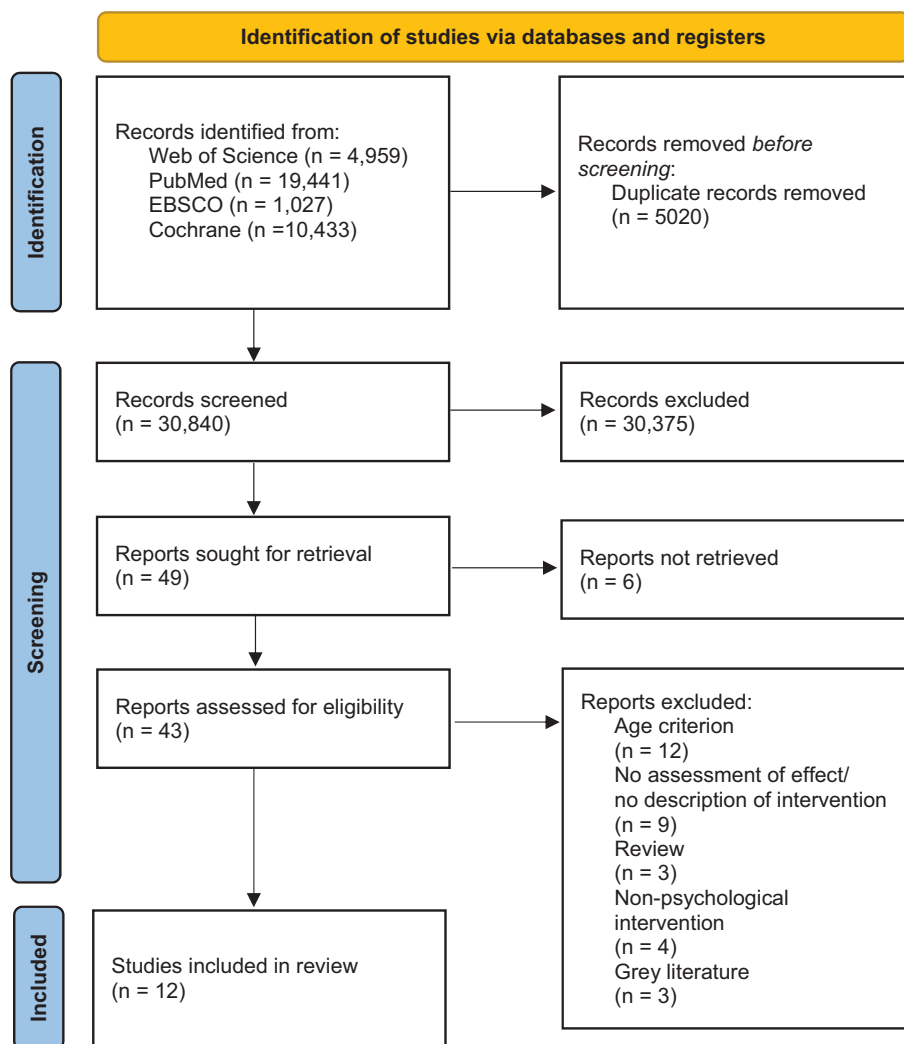 Identification of studies via databases and registers
Identification
Records identified from:
Web of Science (n = 4,959)
PubMed (n = 19,441)
EBSCO (n = 1,027)
Cochrane (n =10,433)
Records removed before
screening:
Duplicate records removed
(n = 5020)
Screening
Records screened
(n = 30,840)
Records excluded
(n = 30,375)
Reports sought for retrieval
(n = 49)
Reports not retrieved
(n = 6)
Reports assessed for eligibility
(n = 43)
Reports excluded:
Age criterion
(n = 12)
No assessment of effect/
no description of intervention
(n = 9)
Review
(n = 3)
Non-psychological
intervention
(n = 4)
Grey literature
(n = 3)
Included
Studies included in review
(n = 12)